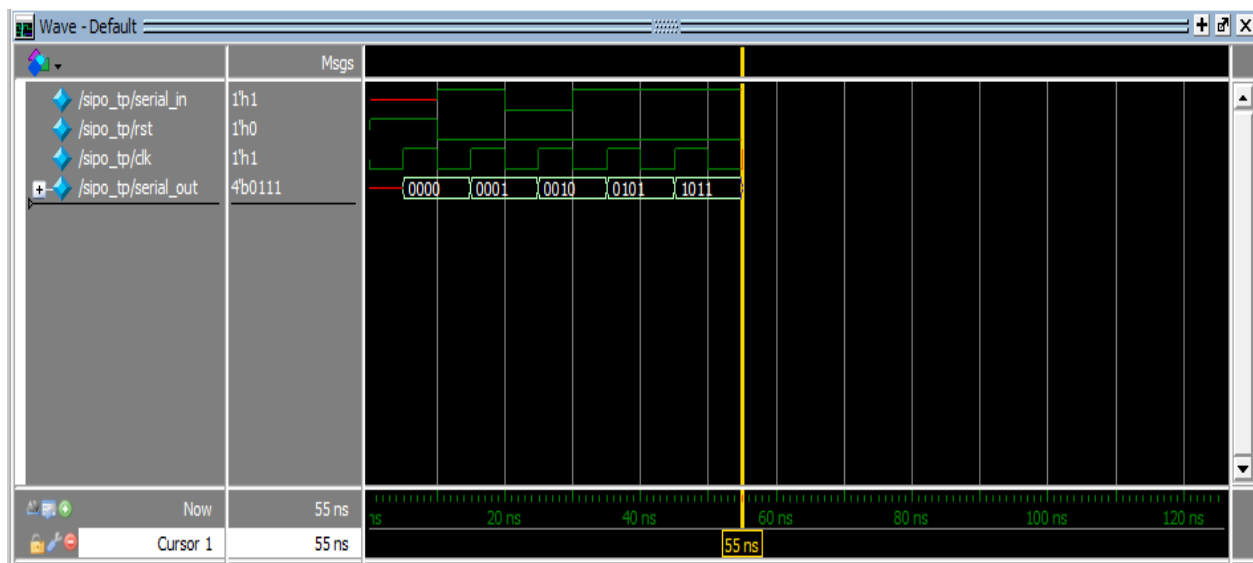 Wave - Default
Msgs
/sipo_tp/serial_in 1'h1
/sipo_tp/rst 1'h0
/sipo_tp/clk 1'h1
/sipo_tp/serial_out 4'b0111 0000 0001 0010 0101 1011
Now 55 ns ns 20 ns 40 ns 60 ns 80 ns 100 ns 120 ns
Cursor 1 55 ns 55 ns